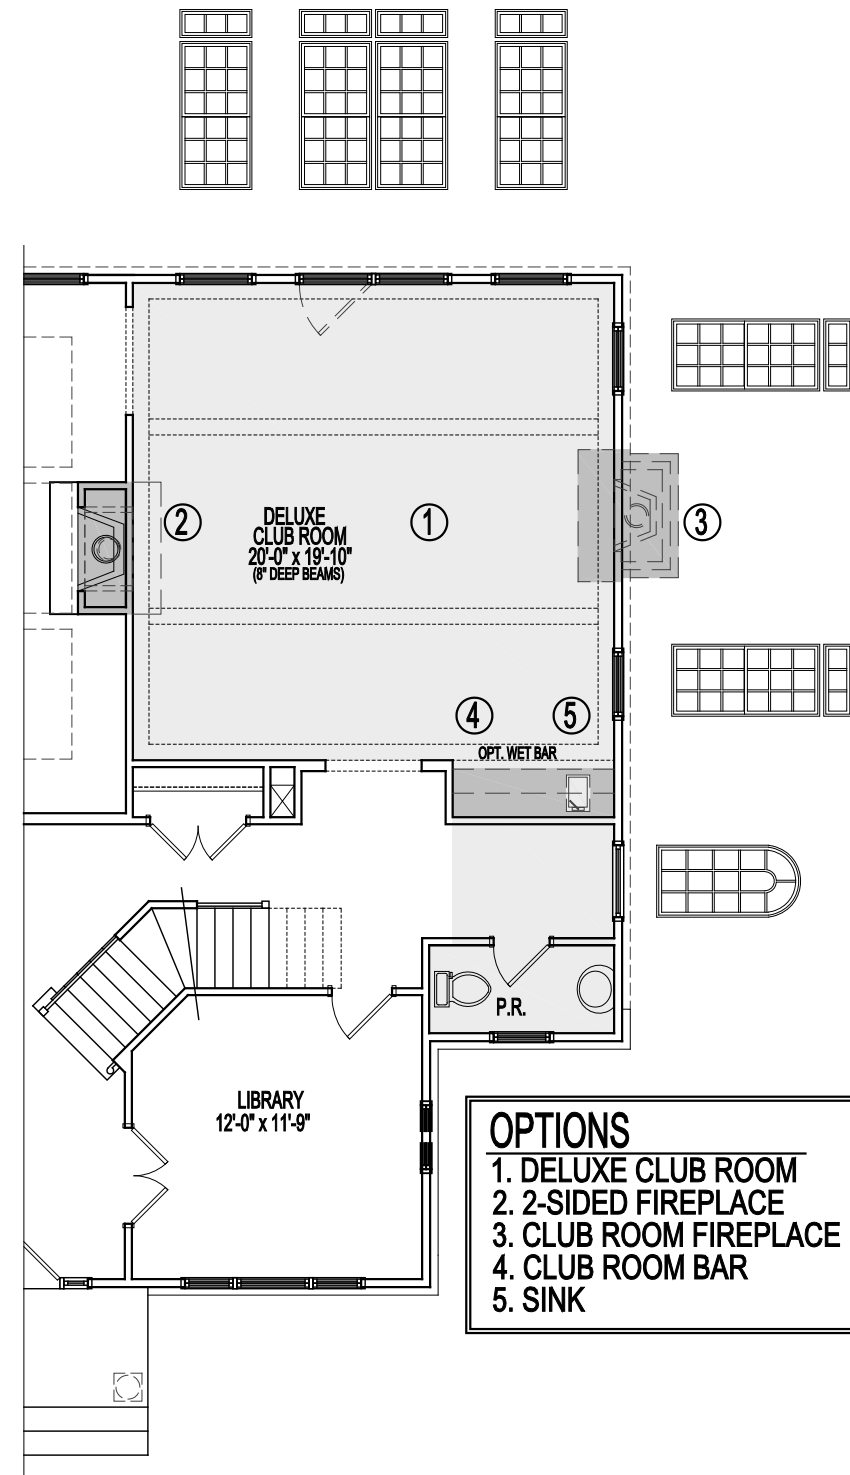 2
DELUXE
CLUB ROOM
20'-0" x 19'-10"
(8" DEEP BEAMS)
1
3
4
5
OPT. WET BAR
P.R.
LIBRARY
12'-0" x 11'-9"
OPTIONS
1. DELUXE CLUB ROOM
2. 2-SIDED FIREPLACE
3. CLUB ROOM FIREPLACE
4. CLUB ROOM BAR
5. SINK